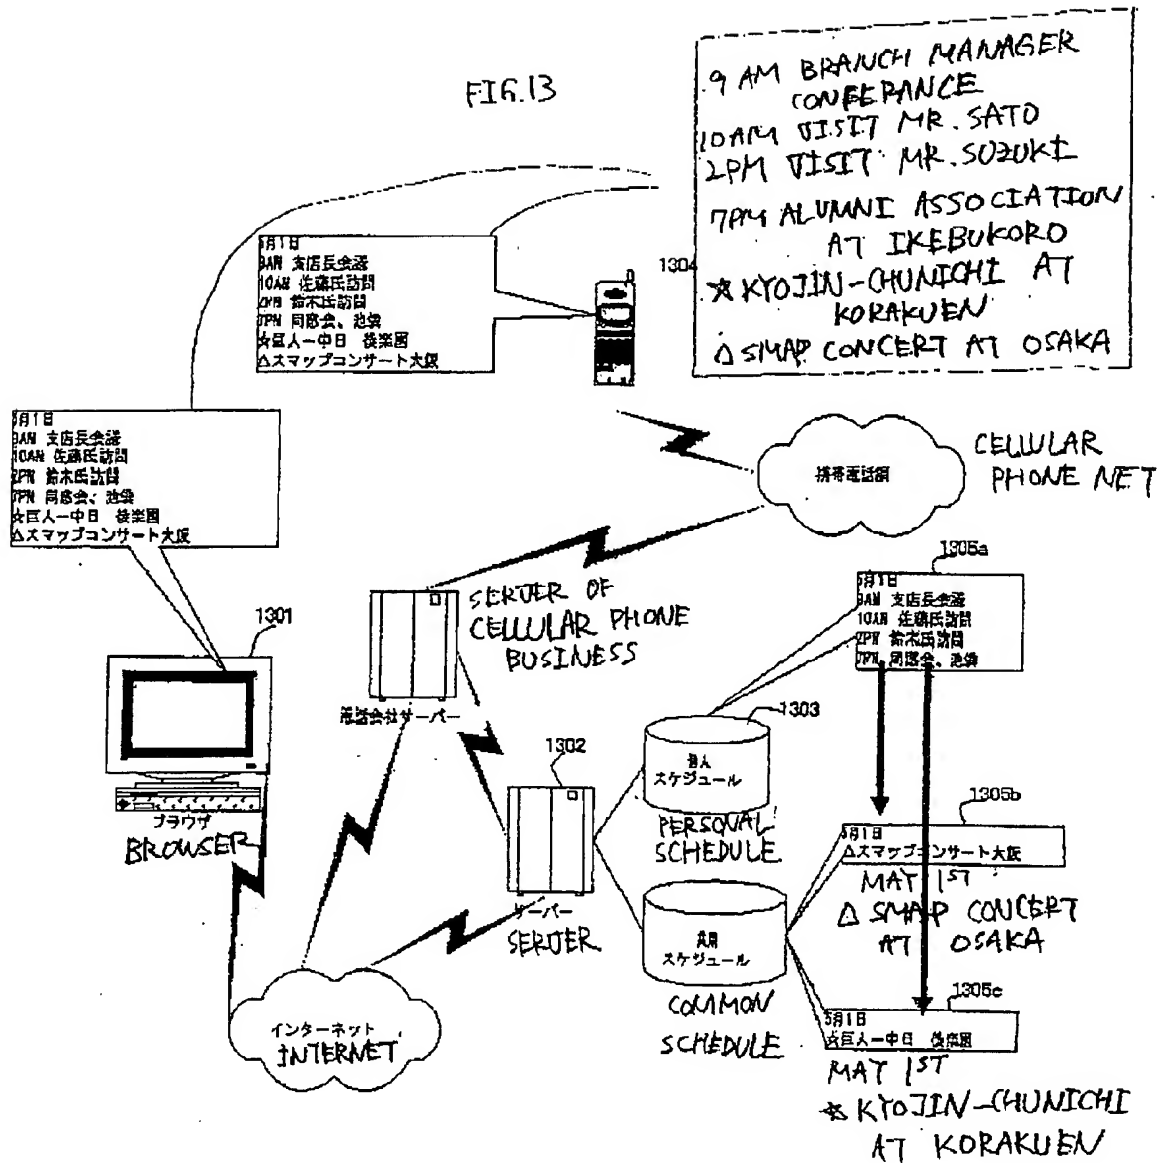 FIG.13
9 AM BRANCH MANAGER
CONFERANCE
10AM VISIT MR. SATO
2PM VISIT MR. SUZUKI
7PM ALUMNI ASSOCIATION
AT IKEBUKORO
☆KYOJIN-CHUNICHI AT
KORAKUEN
△SMAP CONCERT AT OSAKA
5月1日
9AM 支店長会議
10AM 佐藤氏訪問
2PM 鈴木氏訪問
7PM 同窓会、池袋
☆巨人ー中日 後楽園
△スマップコンサート大阪
1304
5月1日
9AM 支店長会議
10AM 佐藤氏訪問
2PM 鈴木氏訪問
7PM 同窓会、池袋
☆巨人ー中日 後楽園
△スマップコンサート大阪
携帯電話網
CELLULAR
PHONE NET
1305a
5月1日
9AM 支店長会議
10AM 佐藤氏訪問
2PM 鈴木氏訪問
7PM 同窓会、池袋
SERVER OF
CELLULAR PHONE
BUSINESS
電話会社サーバー
1301
ブラウザ
BROWSER
1302
サーバー
SERVER
1303
個人
スケジュール
PERSONAL
SCHEDULE
共用
スケジュール
COMMON
SCHEDULE
1305b
5月1日
△スマップコンサート大阪
MAY 1ST
△ SMAP CONCERT
AT OSAKA
1305c
5月1日
☆巨人ー中日 後楽園
MAY 1ST
☆ KYOJIN-CHUNICHI
AT KORAKUEN
インターネット
INTERNET